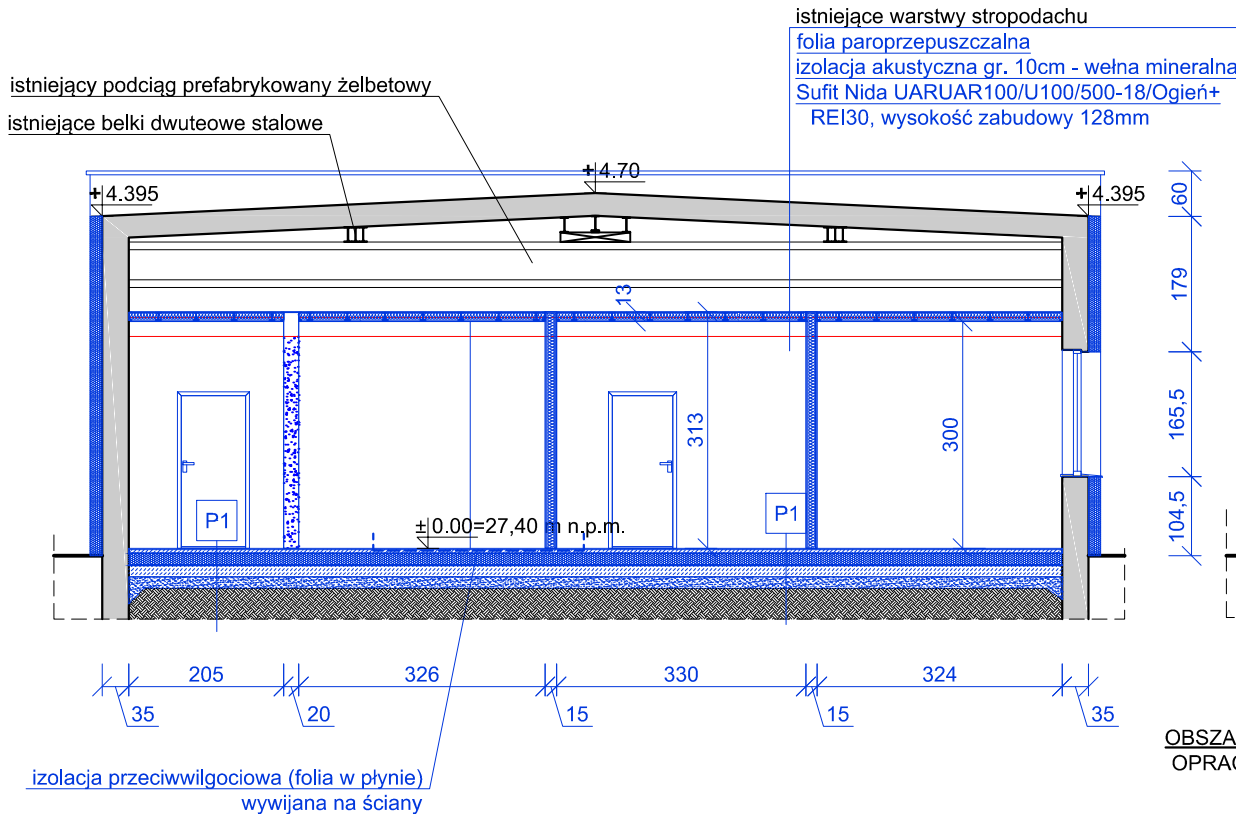 istniejące warstwy stropodachu
folia paroprzepuszczalna
izolacja akustyczna gr. 10cm - wełna mineralna
Sufit Nida UARUAR100/U100/500-18/Ogień+
REI30, wysokość zabudowy 128mm
istniejący podciąg prefabrykowany żelbetowy
istniejące belki dwuteowe stalowe
+4.395
+4.70
+4.395
60
179
165,5
104,5
13
313
300
P1
P1
±0.00=27,40 m n.p.m.
205
326
330
324
35
20
15
15
35
izolacja przeciwwilgociowa (folia w płynie)
wywijana na ściany
OBSZA
OPRAC